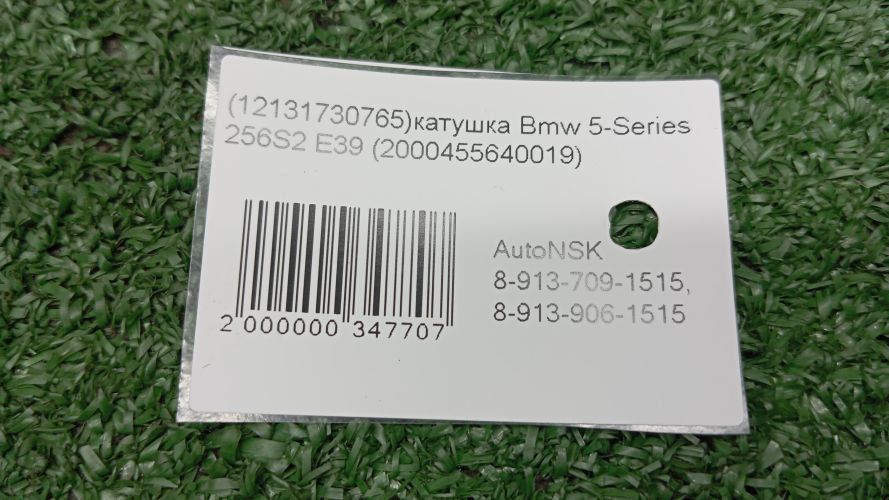 (12131730765)катушка Bmw 5-Series
256S2 E39 (2000455640019)
AutoNSK
8-913-709-1515,
8-913-906-1515
2 000000 347707